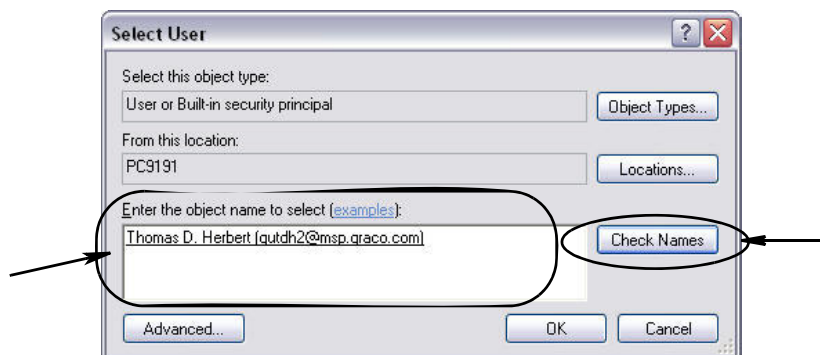 Select User
Select this object type:
User or Built-in security principal
Object Types...
From this location:
PC9191
Locations...
Enter the object name to select (examples):
Thomas D. Herbert (gutdh2@msp.graco.com)
Check Names
Advanced...
OK
Cancel